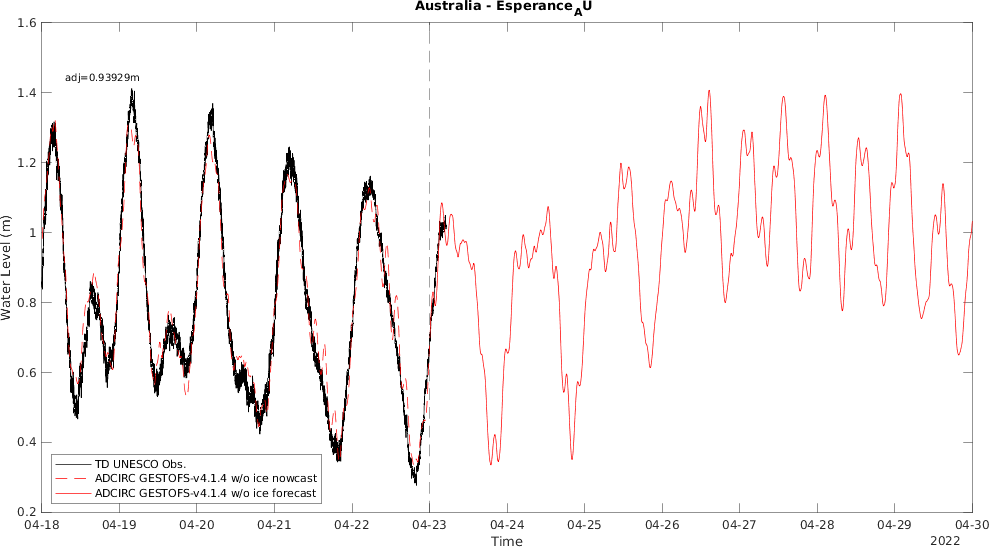 Australia - Esperance_AU
adj=0.93929m
1.6
1.4
1.2
1
0.8
0.6
0.4
0.2
Water Level (m)
TD UNESCO Obs.
ADCIRC GESTOFS-v4.1.4 w/o ice nowcast
ADCIRC GESTOFS-v4.1.4 w/o ice forecast
04-18 04-19 04-20 04-21 04-22 04-23 04-24 04-25 04-26 04-27 04-28 04-29 04-30
Time
2022